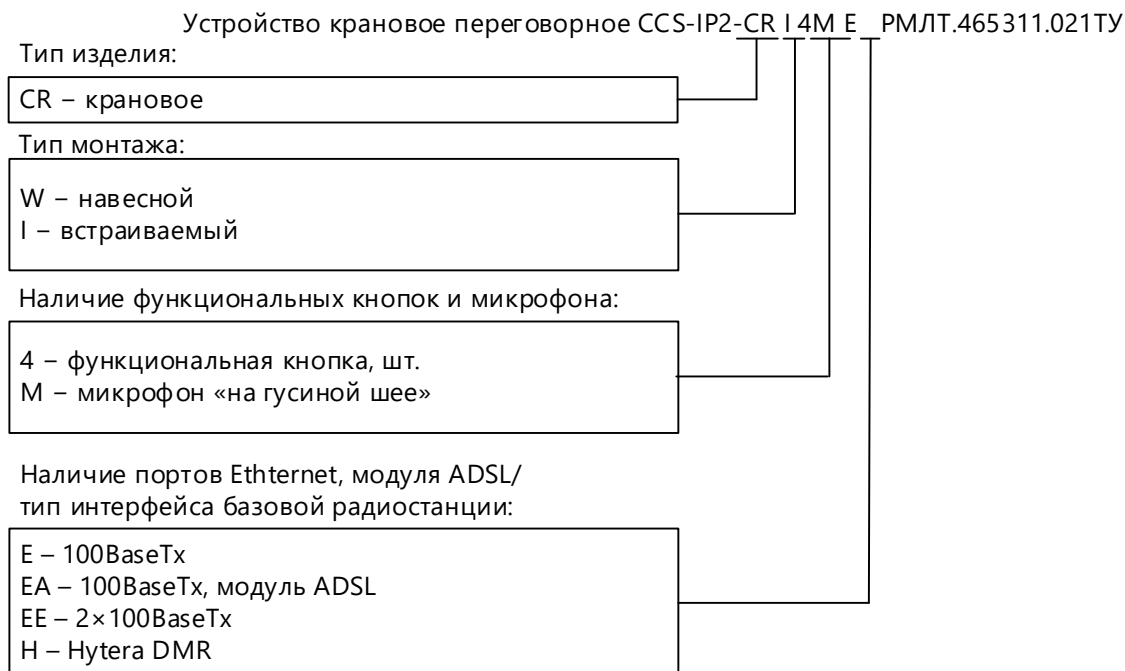 Устройство крановое переговорное CCS-IP2-CR I 4M E _ РМЛТ.465311.021ТУ
Тип изделия:
CR – крановое
Тип монтажа:
W – навесной
I – встраиваемый
Наличие функциональных кнопок и микрофона:
4 – функциональная кнопка, шт.
M – микрофон «на гусиной шее»
Наличие портов Ethternet, модуля ADSL/
тип интерфейса базовой радиостанции:
E – 100BaseTx
EA – 100BaseTx, модуль ADSL
EE – 2×100BaseTx
H – Hytera DMR